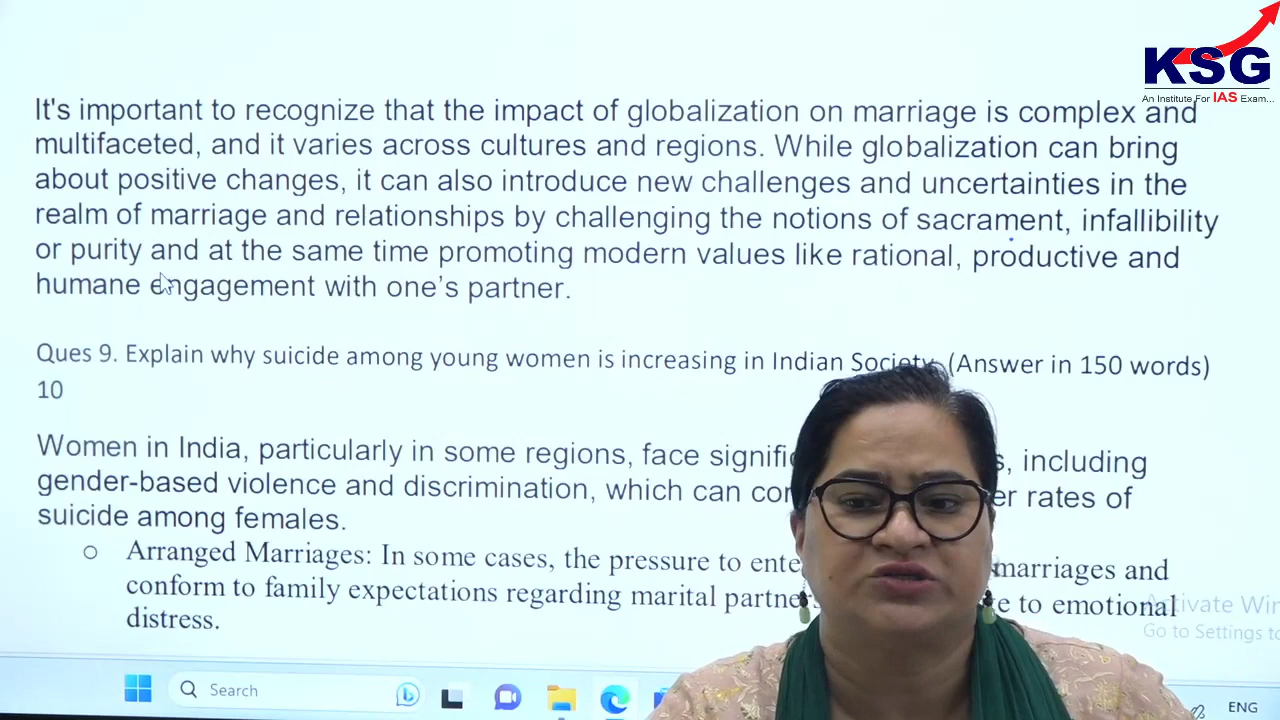 KSG
An Institute For IAS Exam...
It's important to recognize that the impact of globalization on marriage is complex and
multifaceted, and it varies across cultures and regions. While globalization can bring
about positive changes, it can also introduce new challenges and uncertainties in the
realm of marriage and relationships by challenging the notions of sacrament, infallibility
or purity and at the same time promoting modern values like rational, productive and
humane engagement with one's partner.
Ques 9. Explain why suicide among young women is increasing in Indian Society. (Answer in 150 words)
10
Women in India, particularly in some regions, face including
gender-based violence and discrimination, which can rates of
suicide among females.
○ Arranged Marriages: In some cases, the pressure to marriages and
conform to family expectations regarding marital to emotional
distress.
Go to Settings to
Search
ENG